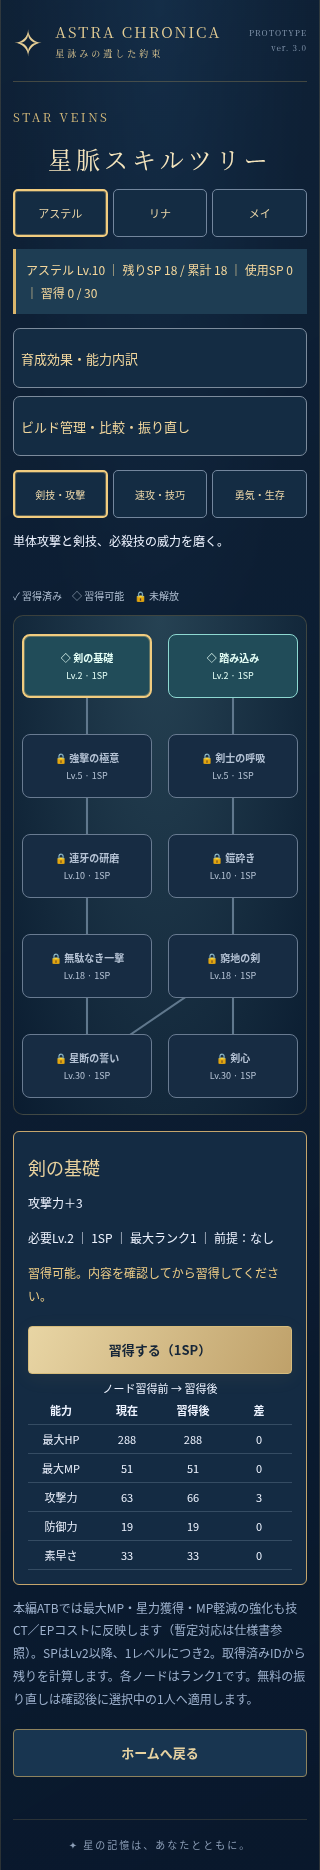 ASTRA CHRONICA
星詠みの遺した約束
PROTOTYPE
ver. 3.0
STAR VEINS
星脈スキルツリー
アステル
リナ
メイ
アステル Lv.10 ｜ 残りSP 18 / 累計 18 ｜ 使用SP 0
｜ 習得 0 / 30
育成効果・能力内訳
ビルド管理・比較・振り直し
剣技・攻撃
速攻・技巧
勇気・生存
単体攻撃と剣技、必殺技の威力を磨く。
✓ 習得済み ◇ 習得可能 🔒 未解放
◇ 剣の基礎
Lv.2 · 1SP
◇ 踏み込み
Lv.2 · 1SP
🔒 強撃の極意
Lv.5 · 1SP
🔒 剣士の呼吸
Lv.5 · 1SP
🔒 連牙の研磨
Lv.10 · 1SP
🔒 鎧砕き
Lv.10 · 1SP
🔒 無駄なき一撃
Lv.18 · 1SP
🔒 窮地の剣
Lv.18 · 1SP
🔒 星断の誓い
Lv.30 · 1SP
🔒 剣心
Lv.30 · 1SP
剣の基礎
攻撃力＋3
必要Lv.2 ｜ 1SP ｜ 最大ランク1 ｜ 前提：なし
習得可能。内容を確認してから習得してくださ
い。
習得する（1SP）
ノード習得前 → 習得後
能力 現在 習得後 差
最大HP 288 288 0
最大MP 51 51 0
攻撃力 63 66 3
防御力 19 19 0
素早さ 33 33 0
本編ATBでは最大MP・星力獲得・MP軽減の強化も技
CT／EPコストに反映します（暫定対応は仕様書参
照）。SPはLv2以降、1レベルにつき2。取得済みIDから
残りを計算します。各ノードはランク1です。無料の振
り直しは確認後に選択中の1人へ適用します。
ホームへ戻る
✦ 星の記憶は、あなたとともに。